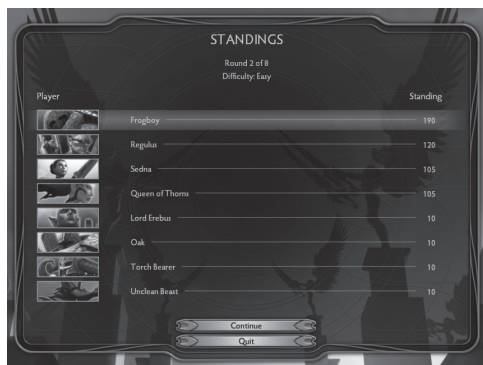 STANDINGS
Round 2 of 8
Difficulty: Easy
Player Standing
Frogboy 190
Regulus 120
Sedna 105
Queen of Thorns 105
Lord Erebus 10
Oak 10
Torch Bearer 10
Unclean Beast 10
Continue
Quit